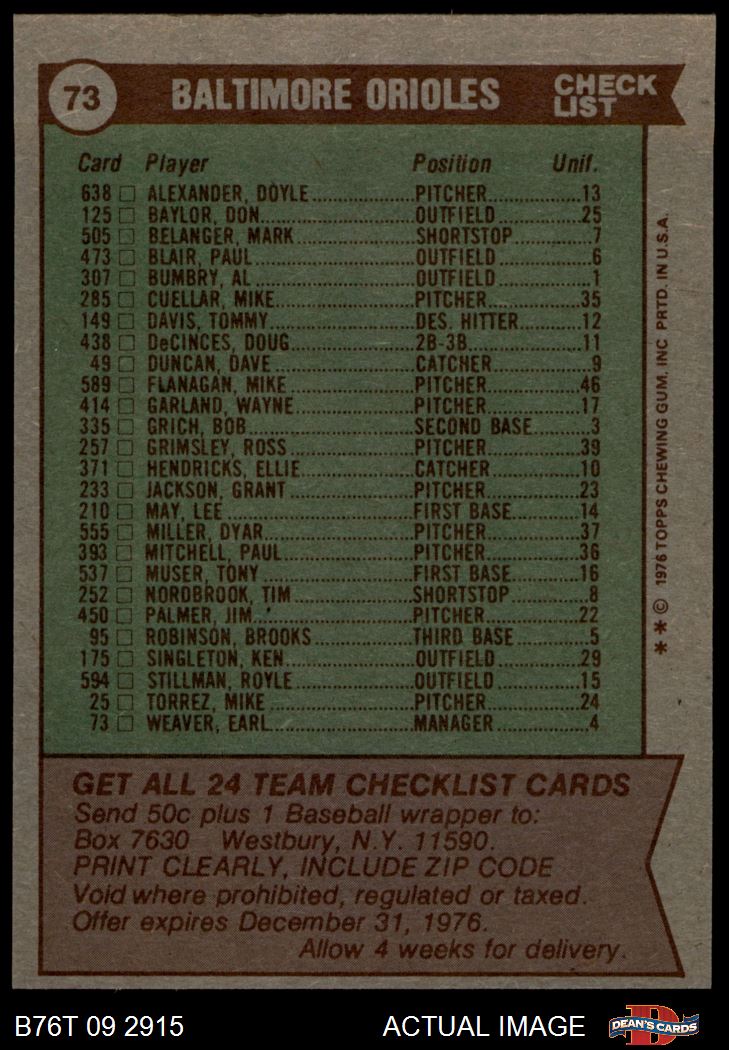 73 BALTIMORE ORIOLES CHECK LIST
Card Player Position Unif.
638 □ ALEXANDER, DOYLE PITCHER 13
125 □ BAYLOR, DON OUTFIELD 25
505 □ BELANGER, MARK SHORTSTOP 7
473 □ BLAIR, PAUL OUTFIELD 6
307 □ BUMBRY, AL OUTFIELD 1
285 □ CUELLAR, MIKE PITCHER 35
149 □ DAVIS, TOMMY DES. HITTER 12
438 □ DeCINCES, DOUG 2B-3B 11
49 □ DUNCAN, DAVE CATCHER 9
589 □ FLANAGAN, MIKE PITCHER 46
414 □ GARLAND, WAYNE PITCHER 17
335 □ GRICH, BOB SECOND BASE 3
257 □ GRIMSLEY, ROSS PITCHER 39
371 □ HENDRICKS, ELLIE CATCHER 10
233 □ JACKSON, GRANT PITCHER 23
210 □ MAY, LEE FIRST BASE 14
555 □ MILLER, DYAR PITCHER 37
393 □ MITCHELL, PAUL PITCHER 36
537 □ MUSER, TONY FIRST BASE 16
252 □ NORDBROOK, TIM SHORTSTOP 8
450 □ PALMER, JIM PITCHER 22
95 □ ROBINSON, BROOKS THIRD BASE 5
175 □ SINGLETON, KEN OUTFIELD 29
594 □ STILLMAN, ROYLE OUTFIELD 15
25 □ TORREZ, MIKE PITCHER 24
73 □ WEAVER, EARL MANAGER 4
* * © 1976 TOPPS CHEWING GUM, INC PRTD. IN U.S.A.
GET ALL 24 TEAM CHECKLIST CARDS
Send 50c plus 1 Baseball wrapper to:
Box 7630 Westbury, N.Y. 11590.
PRINT CLEARLY, INCLUDE ZIP CODE
Void where prohibited, regulated or taxed.
Offer expires December 31, 1976.
Allow 4 weeks for delivery.
B76T 09 2915 ACTUAL IMAGE DEAN'S CARDS